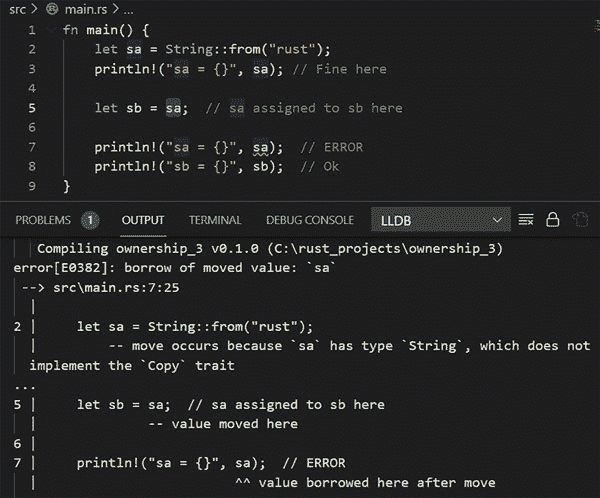 src > main.rs > ...
1 fn main() {
2     let sa = String::from("rust");
3     println!("sa = {}", sa); // Fine here
4
5     let sb = sa;  // sa assigned to sb here
6
7     println!("sa = {}", sa);  // ERROR
8     println!("sb = {}", sb);  // Ok
9 }
PROBLEMS 1 OUTPUT TERMINAL DEBUG CONSOLE LLDB
   Compiling ownership_3 v0.1.0 (C:\rust_projects\ownership_3)
error[E0382]: borrow of moved value: `sa`
 --> src\main.rs:7:25
  |
2 |     let sa = String::from("rust");
  |         -- move occurs because `sa` has type `String`, which does not
  implement the `Copy` trait
...
5 |     let sb = sa;  // sa assigned to sb here
  |              -- value moved here
6 |
7 |     println!("sa = {}", sa);  // ERROR
  |                         ^^ value borrowed here after move